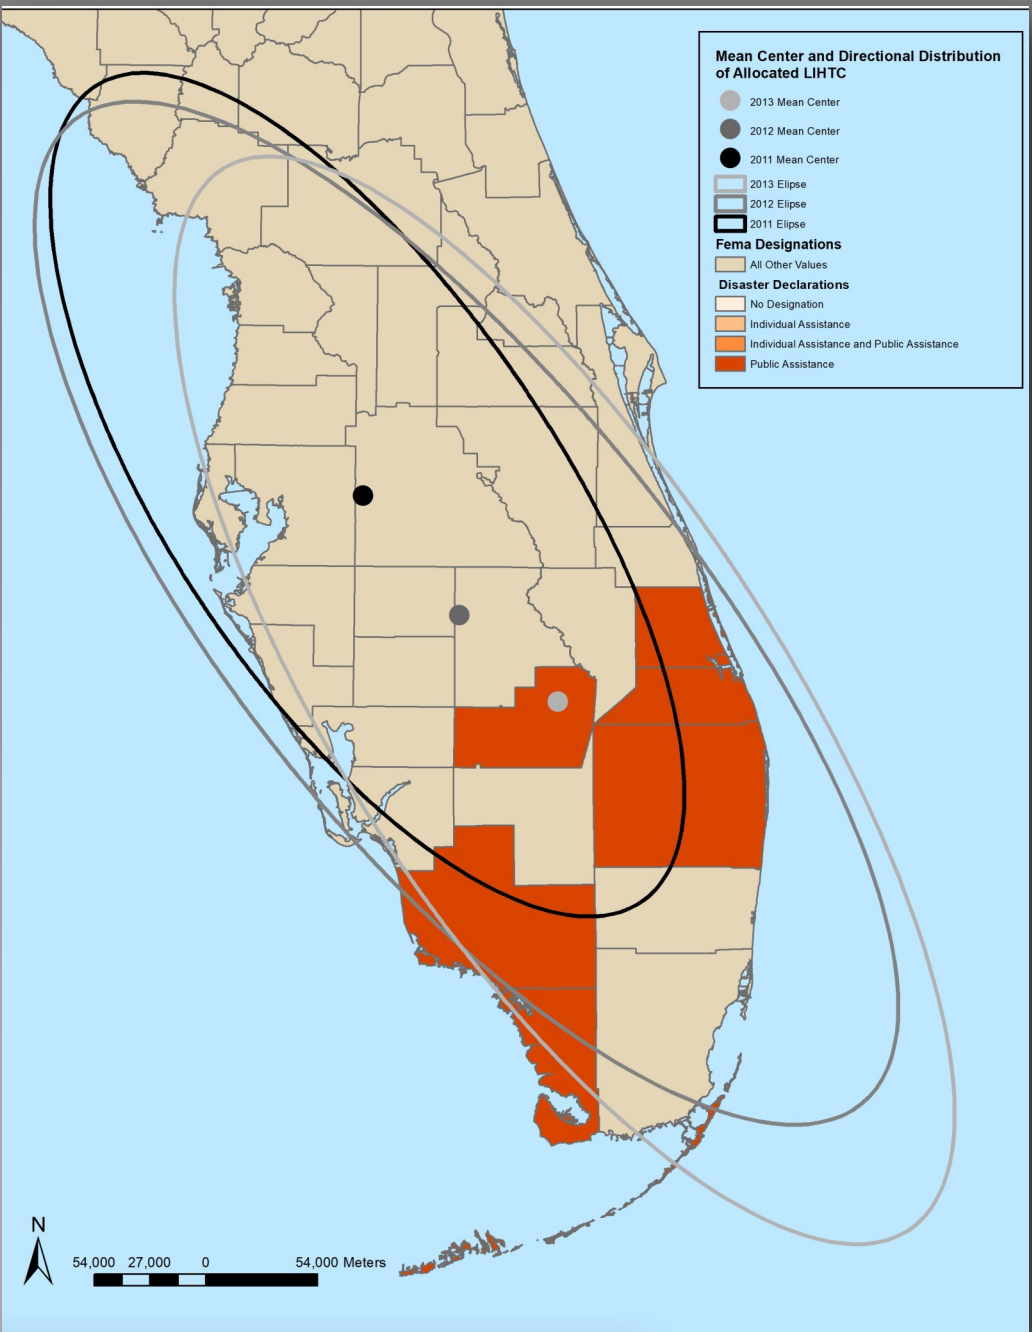 Mean Center and Directional Distribution
of Allocated LIHTC
2013 Mean Center
2012 Mean Center
2011 Mean Center
2013 Elipse
2012 Elipse
2011 Elipse
Fema Designations
All Other Values
Disaster Declarations
No Designation
Individual Assistance
Individual Assistance and Public Assistance
Public Assistance
N
54,000 27,000 0 54,000 Meters